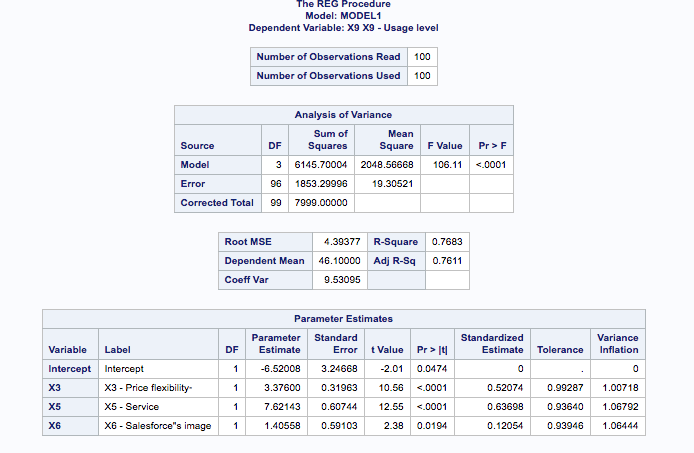 The REG Procedure
Model: MODEL1
Dependent Variable: X9 X9 - Usage level
Number of Observations Read 100
Number of Observations Used 100
Analysis of Variance
Source DF Sum of Squares Mean Square F Value Pr > F
Model 3 6145.70004 2048.56668 106.11 <.0001
Error 96 1853.29996 19.30521
Corrected Total 99 7999.00000
Root MSE 4.39377 R-Square 0.7683
Dependent Mean 46.10000 Adj R-Sq 0.7611
Coeff Var 9.53095
Parameter Estimates
Variable Label DF Parameter Estimate Standard Error t Value Pr > |t| Standardized Estimate Tolerance Variance Inflation
Intercept Intercept 1 -6.52008 3.24668 -2.01 0.0474 0 . 0
X3 X3 - Price flexibility- 1 3.37600 0.31963 10.56 <.0001 0.52074 0.99287 1.00718
X5 X5 - Service 1 7.62143 0.60744 12.55 <.0001 0.63698 0.93640 1.06792
X6 X6 - Salesforce"s image 1 1.40558 0.59103 2.38 0.0194 0.12054 0.93946 1.06444